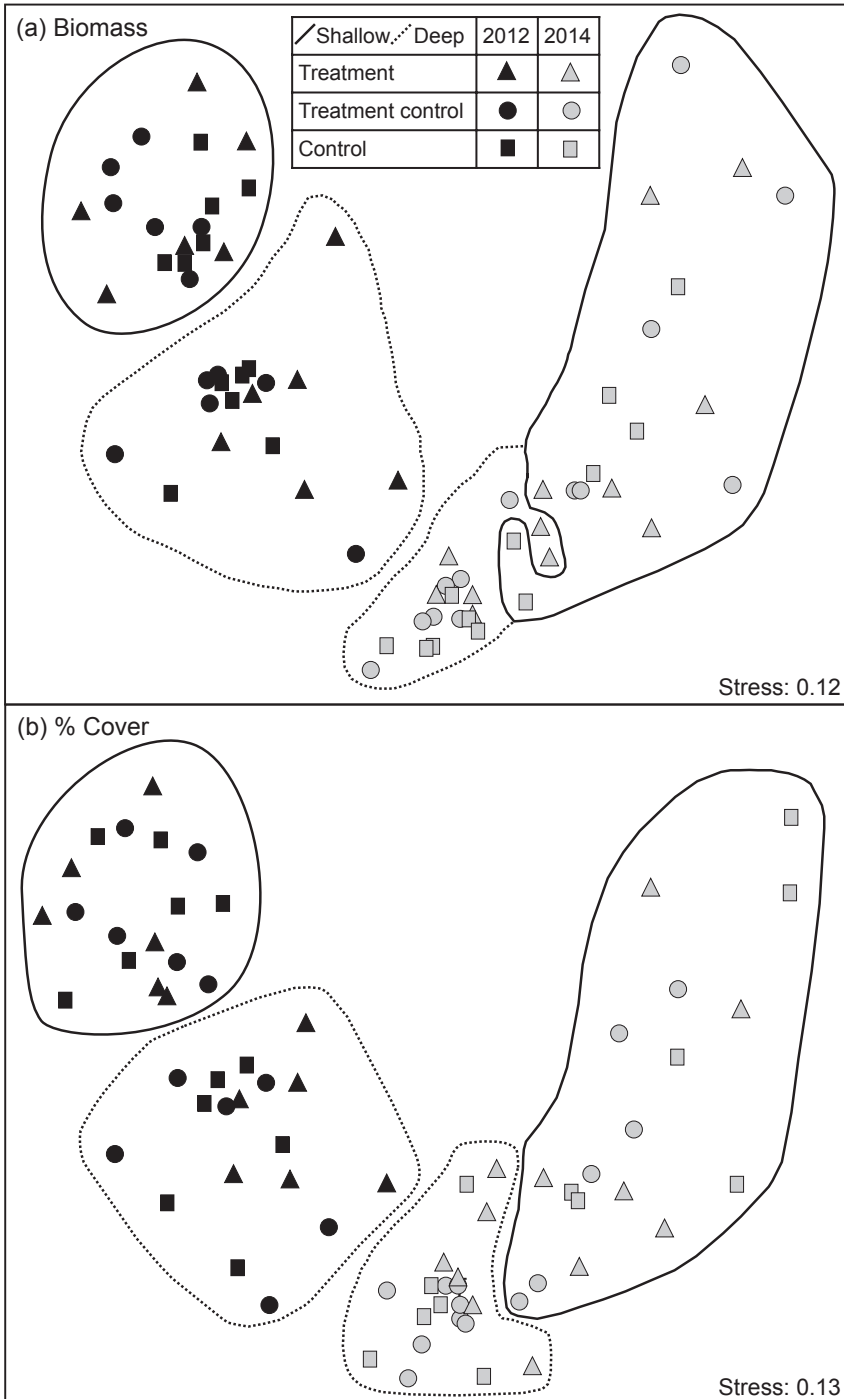 (a) Biomass
Shallow Deep 2012 2014
Treatment
Treatment control
Control
Stress: 0.12
(b) % Cover
Stress: 0.13